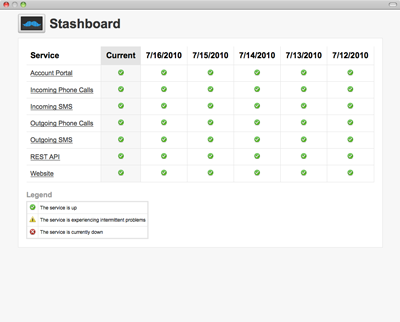 Stashboard
Service Current 7/16/2010 7/15/2010 7/14/2010 7/13/2010 7/12/2010
Account Portal
Incoming Phone Calls
Incoming SMS
Outgoing Phone Calls
Outgoing SMS
REST API
Website
Legend
The service is up
The service is experiencing intermittent problems
The service is currently down